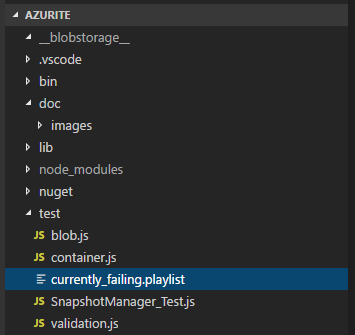 AZURITE
__blobstorage__
.vscode
bin
doc
images
lib
node_modules
nuget
test
JS blob.js
JS container.js
currently_failing.playlist
JS SnapshotManager_Test.js
JS validation.js